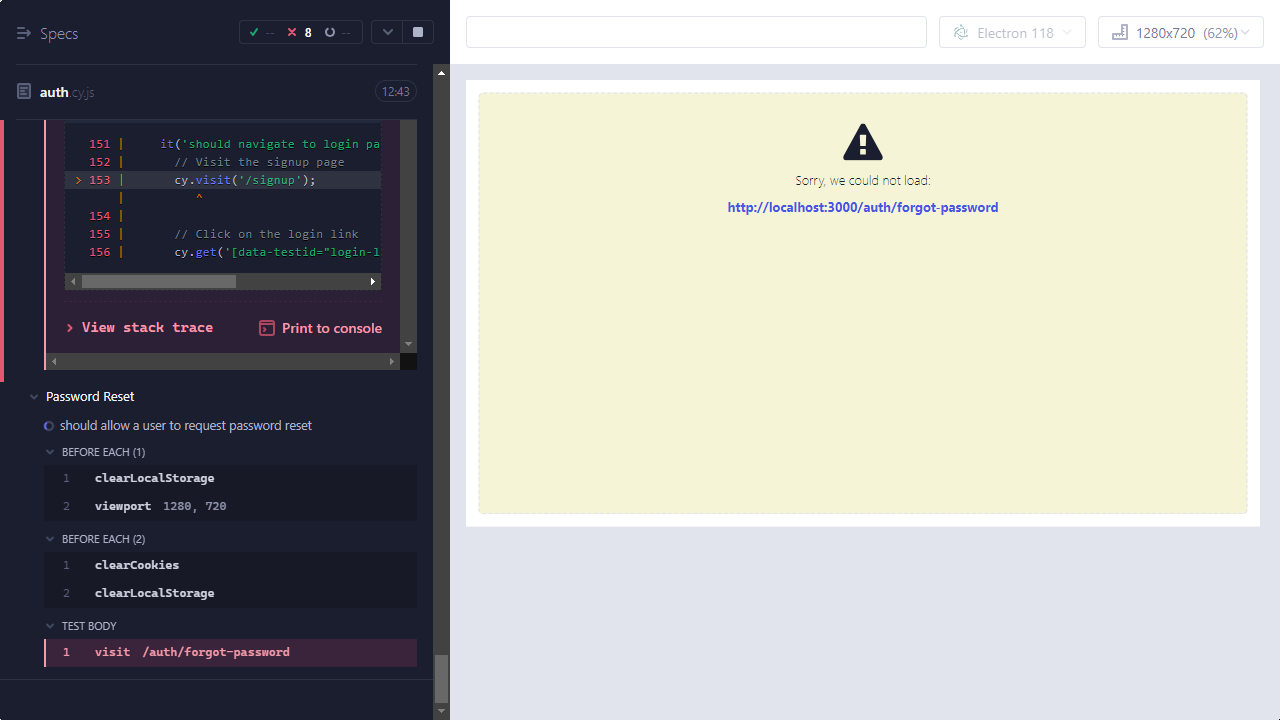 Specs
-- 8 --
auth.cy.js 12:43
151 | it('should navigate to login pa
152 | // Visit the signup page
> 153 | cy.visit('/signup');
| ^
154 |
155 | // Click on the login link
156 | cy.get('[data-testid="login-l
View stack trace
Print to console
Password Reset
should allow a user to request password reset
BEFORE EACH (1)
1 clearLocalStorage
2 viewport 1280, 720
BEFORE EACH (2)
1 clearCookies
2 clearLocalStorage
TEST BODY
1 visit /auth/forgot-password
Electron 118
1280x720 (62%)
Sorry, we could not load:
http://localhost:3000/auth/forgot-password